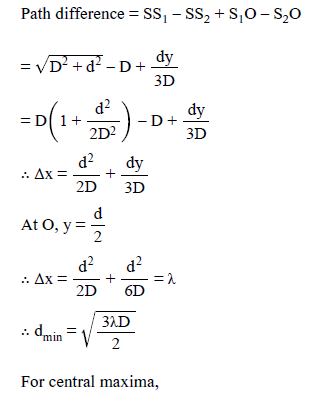 Path difference = SS₁ – SS₂ + S₁O – S₂O
= √(D² + d²) – D + dy/3D
= D(1 + d²/2D²) – D + dy/3D
∴ Δx = d²/2D + dy/3D
At O, y = d/2
∴ Δx = d²/2D + d²/6D = λ
∴ d_min = √(3λD/2)
For central maxima,